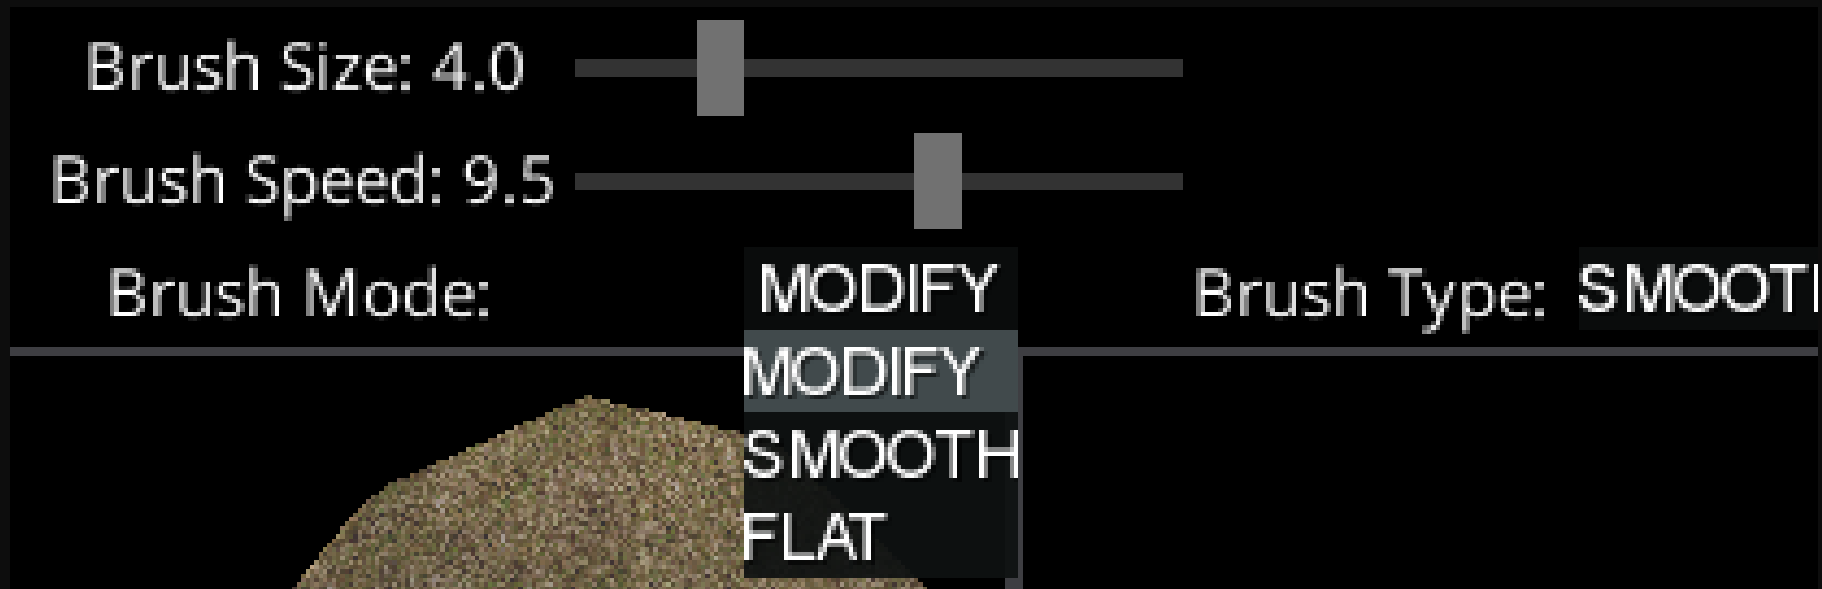 Brush Size: 4.0
Brush Speed: 9.5
Brush Mode: MODIFY Brush Type:
MODIFY
SMOOTH
FLAT